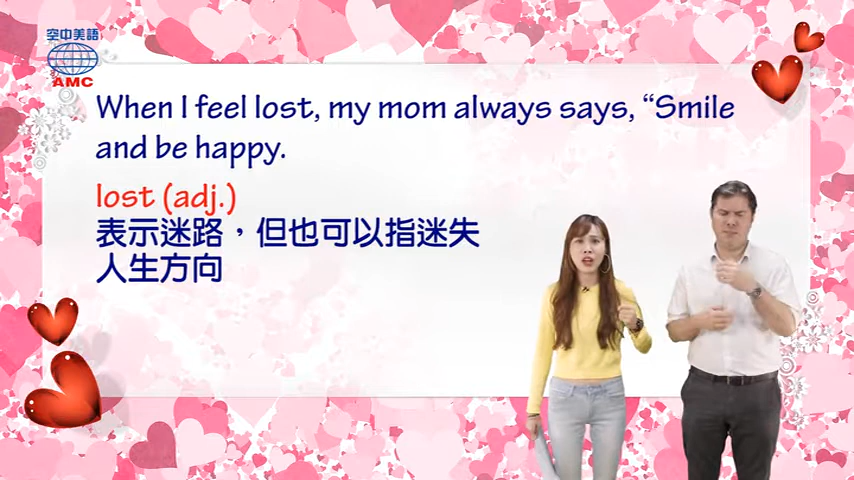 空中美語
AMC
When I feel lost, my mom always says, “Smile
and be happy.
lost (adj.)
表示迷路，但也可以指迷失
人生方向